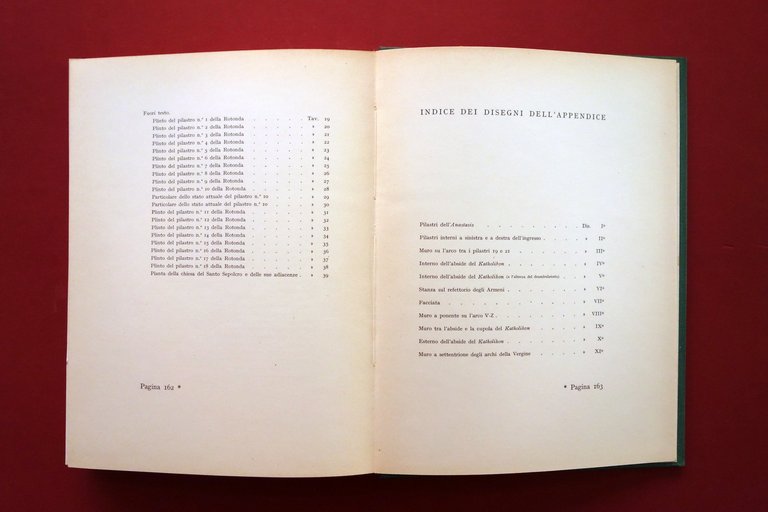 Fuori testo.
Plinto del pilastro n.° 1 della Rotonda . . . . . Tav. 19
Plinto del pilastro n.° 2 della Rotonda . . . . . » 20
Plinto del pilastro n.° 3 della Rotonda . . . . . » 21
Plinto del pilastro n.° 4 della Rotonda . . . . . » 22
Plinto del pilastro n.° 5 della Rotonda . . . . . » 23
Plinto del pilastro n.° 6 della Rotonda . . . . . » 24
Plinto del pilastro n.° 7 della Rotonda . . . . . » 25
Plinto del pilastro n.° 8 della Rotonda . . . . . » 26
Plinto del pilastro n.° 9 della Rotonda . . . . . » 27
Plinto del pilastro n.° 10 della Rotonda . . . . . » 28
Particolare dello stato attuale del pilastro n.° 10 . . . » 29
Particolare dello stato attuale del pilastro n.° 10 . . . » 30
Plinto del pilastro n.° 11 della Rotonda . . . . . » 31
Plinto del pilastro n.° 12 della Rotonda . . . . . » 32
Plinto del pilastro n.° 13 della Rotonda . . . . . » 33
Plinto del pilastro n.° 14 della Rotonda . . . . . » 34
Plinto del pilastro n.° 15 della Rotonda . . . . . » 35
Plinto del pilastro n.° 16 della Rotonda . . . . . » 36
Plinto del pilastro n.° 17 della Rotonda . . . . . » 37
Plinto del pilastro n.° 18 della Rotonda . . . . . » 38
Pianta della chiesa del Santo Sepolcro e delle sue adiacenze . » 39
Pagina 162 *
INDICE DEI DISEGNI DELL'APPENDICE
Pilastri dell'Anastasis . . . . . . . . Dis. I°
Pilastri interni a sinistra e a destra dell'ingresso . . . . » II°
Muro su l'arco tra i pilastri 19 e 21 . . . . . . » III°
Interno dell'abside del Katholikon . . . . . . » IV°
Interno dell'abside del Katholikon (a l'altezza del deambulatorio) . . » V°
Stanza sul refettorio degli Armeni . . . . . . » VI°
Facciata . . . . . . . . . . » VII°
Muro a ponente su l'arco V-Z . . . . . . . » VIII°
Muro tra l'abside e la cupola del Katholikon . . . . » IX°
Esterno dell'abside del Katholikon . . . . . . » X°
Muro a settentrione degli archi della Vergine . . . . . » XI°
* Pagina 163